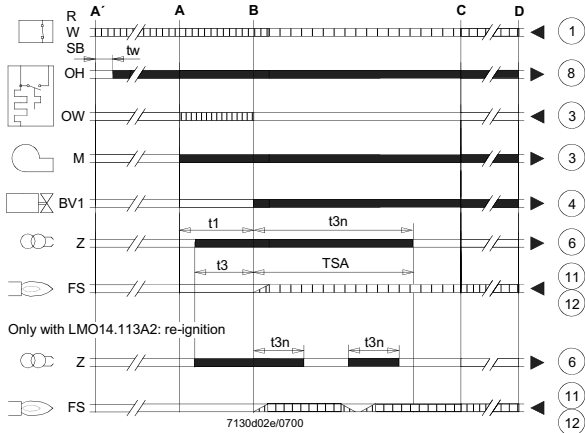 A´ A B C D
R
W 1
SB tw
OH 8
OW 3
M 3
BV1 4
t1 t3n
Z 6
t3 TSA
FS 11
12
Only with LMO14.113A2: re-ignition
t3n t3n
Z 6
FS 11
7130d02e/0700 12